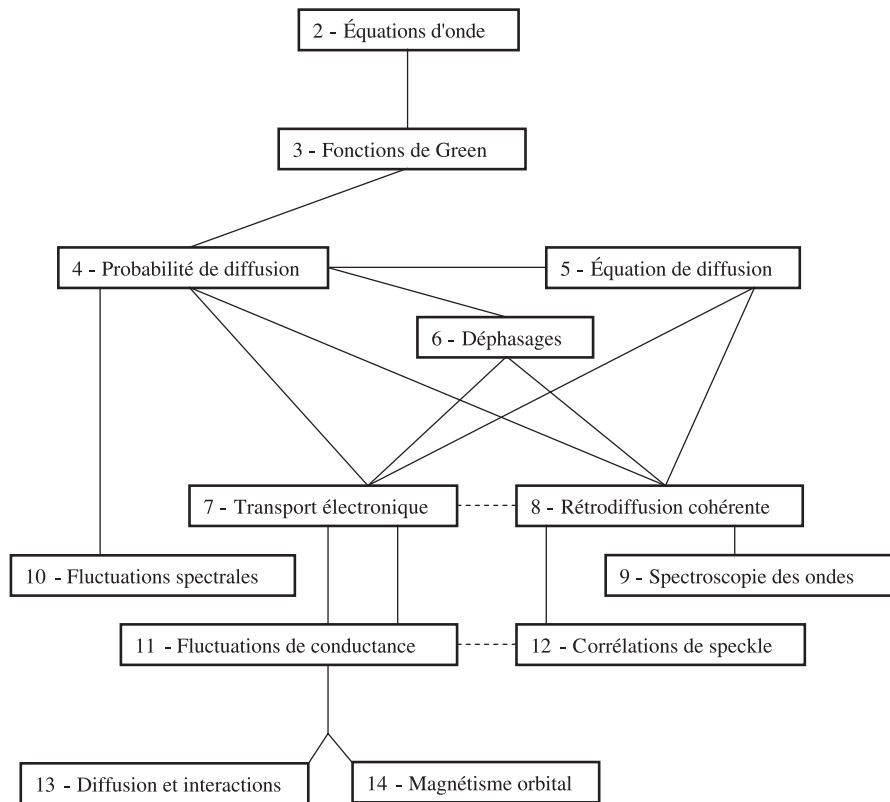 2 - Équations d'onde
3 - Fonctions de Green
4 - Probabilité de diffusion
5 - Équation de diffusion
6 - Déphasages
7 - Transport électronique
8 - Rétrodiffusion cohérente
10 - Fluctuations spectrales
9 - Spectroscopie des ondes
11 - Fluctuations de conductance
12 - Corrélations de speckle
13 - Diffusion et interactions
14 - Magnétisme orbital